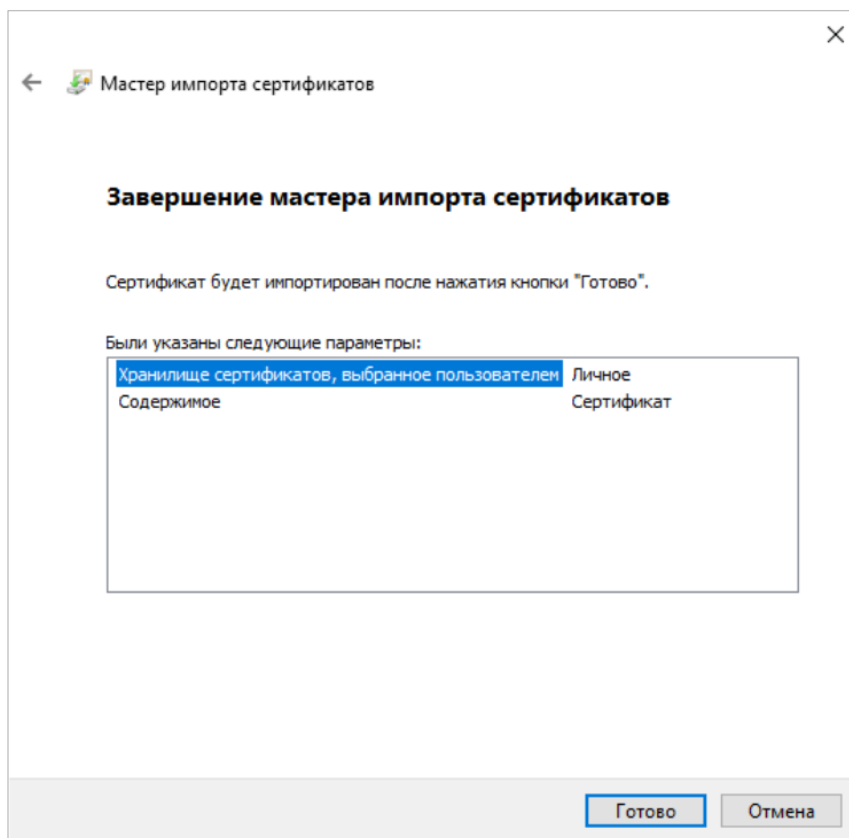 Мастер импорта сертификатов
Завершение мастера импорта сертификатов
Сертификат будет импортирован после нажатия кнопки "Готово".
Были указаны следующие параметры:
Хранилище сертификатов, выбранное пользователем Личное
Содержимое Сертификат
Готово Отмена